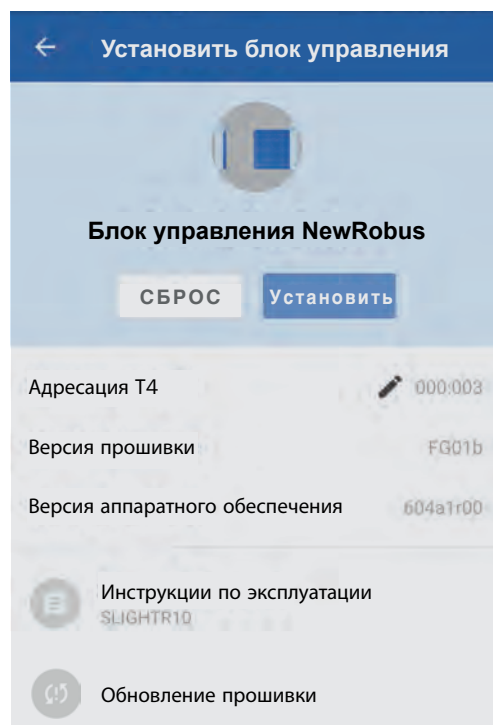 Установить блок управления
Блок управления NewRobus
СБРОС
Установить
Адресация T4
000:003
Версия прошивки
FG01b
Версия аппаратного обеспечения
604a1r00
Инструкции по эксплуатации
SLIGHTR10
Обновление прошивки